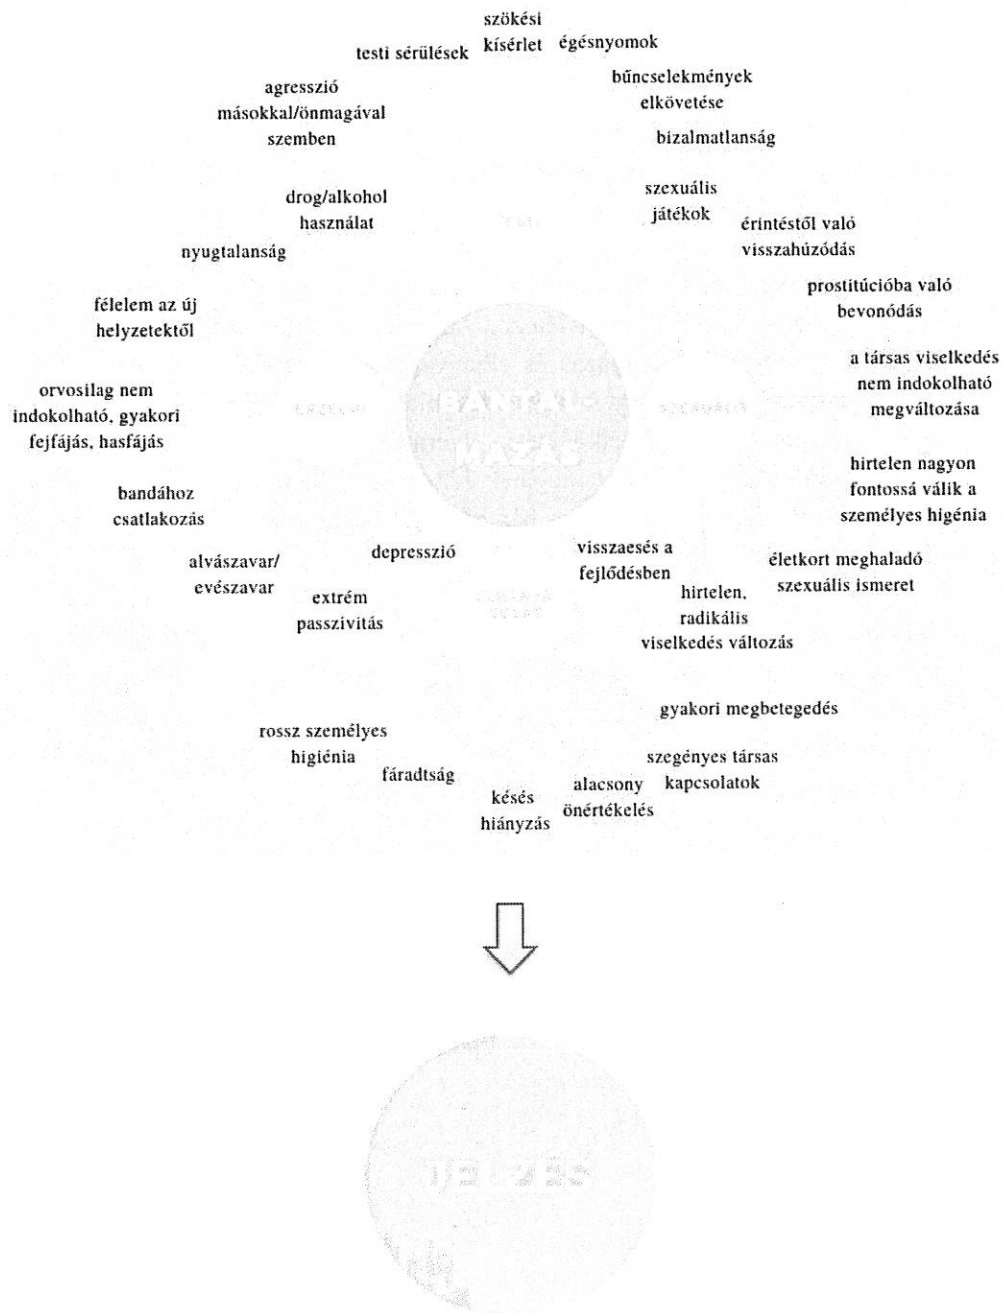 szökési
kísérlet
testi sérülések
égésnyomok
agresszió
másokkal/önmagával
szemben
bűncselekmények
elkövetése
bizalmatlanság
drog/alkohol
használat
szexuális
játékok
érintéstől való
visszahúzódás
nyugtalanság
prostitúcióba való
bevonódás
félelem az új
helyzetektől
a társas viselkedés
nem indokolható
megváltozása
orvosilag nem
indokolható, gyakori
fejfájás, hasfájás
BÁNTAL
MAZÁS
hirtelen nagyon
fontossá válik a
személyes higénia
bandához
csatlakozás
alvászavar/
evészavar
depresszió
visszaesés a
fejlődésben
életkort meghaladó
szexuális ismeret
extrém
passzivitás
hirtelen,
radikális
viselkedés változás
gyakori megbetegedés
rossz személyes
higiénia
fáradtság
szegényes társas
kapcsolatok
késés
hiányzás
alacsony
önértékelés
JELZÉS